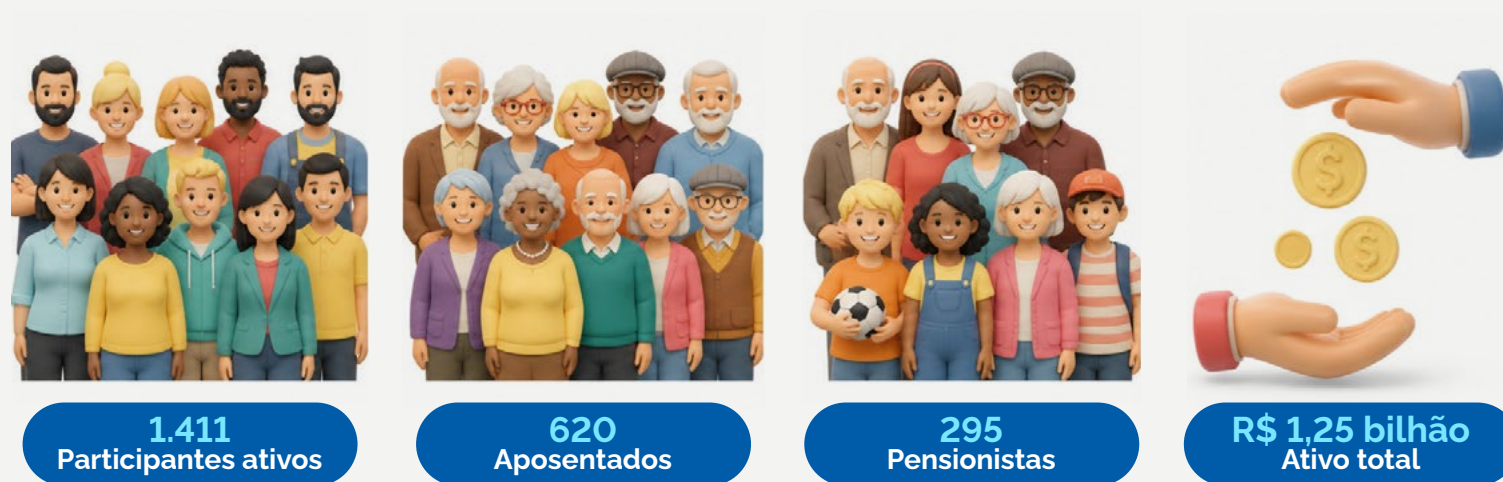 1.411
Participantes ativos
620
Aposentados
295
Pensionistas
R$ 1,25 bilhão
Ativo total